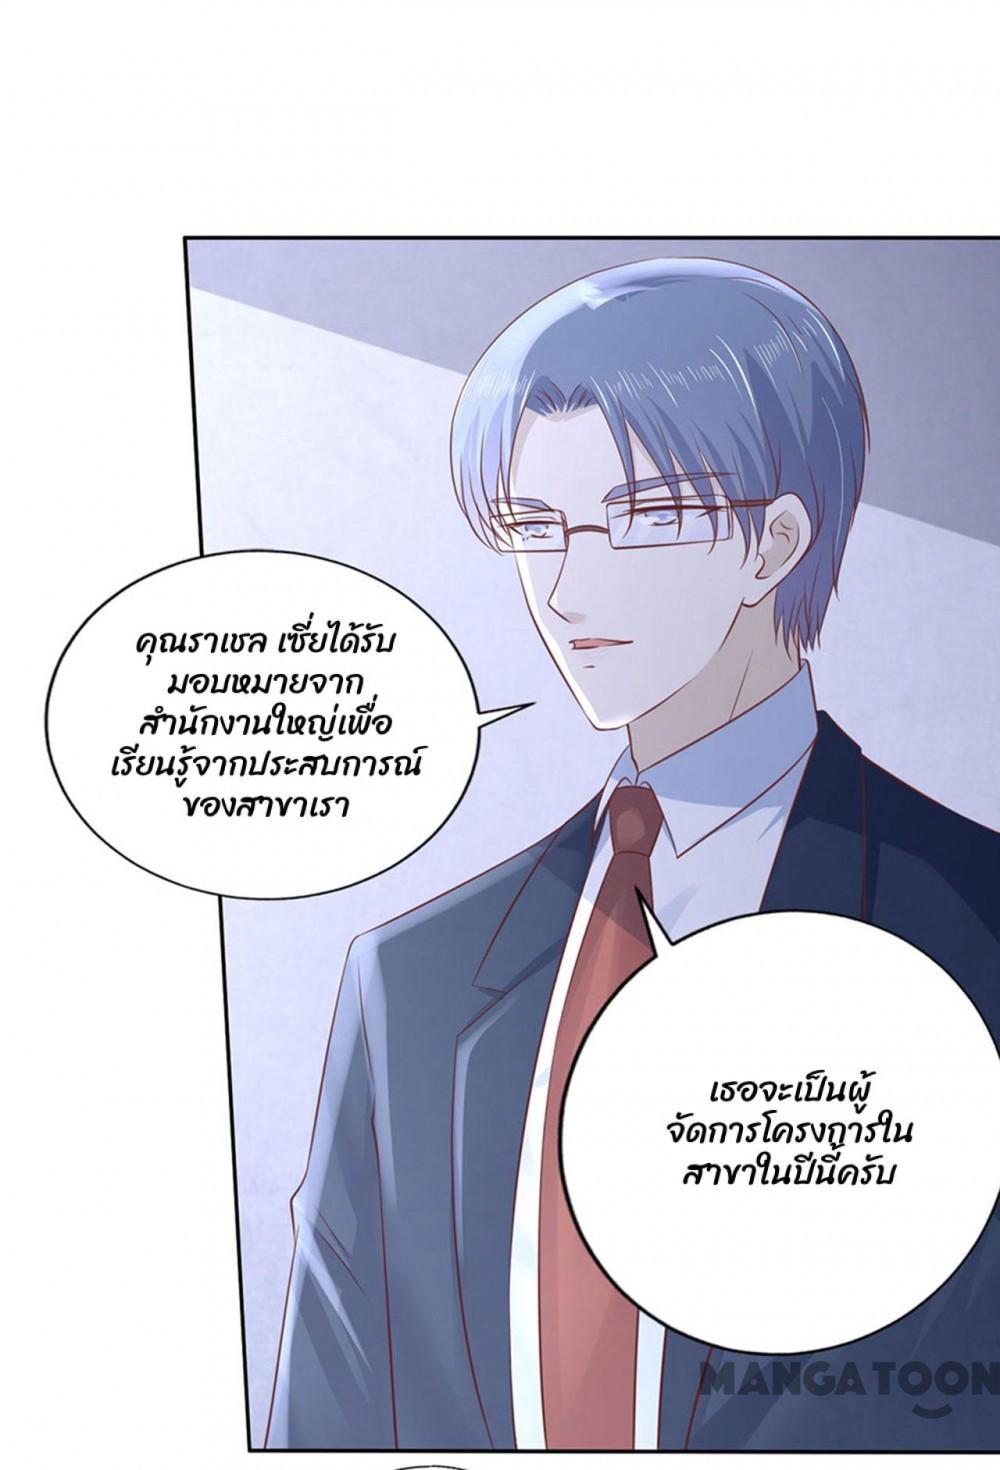 คุณราเชล เซี่ยได้รับ
มอบหมายจาก
สำนักงานใหญ่เพื่อ
เรียนรู้จากประสบการณ์
ของสาขาเรา
เธอจะเป็นผู้
จัดการโครงการใน
สาขาในปีนี้ครับ
MANGATOON